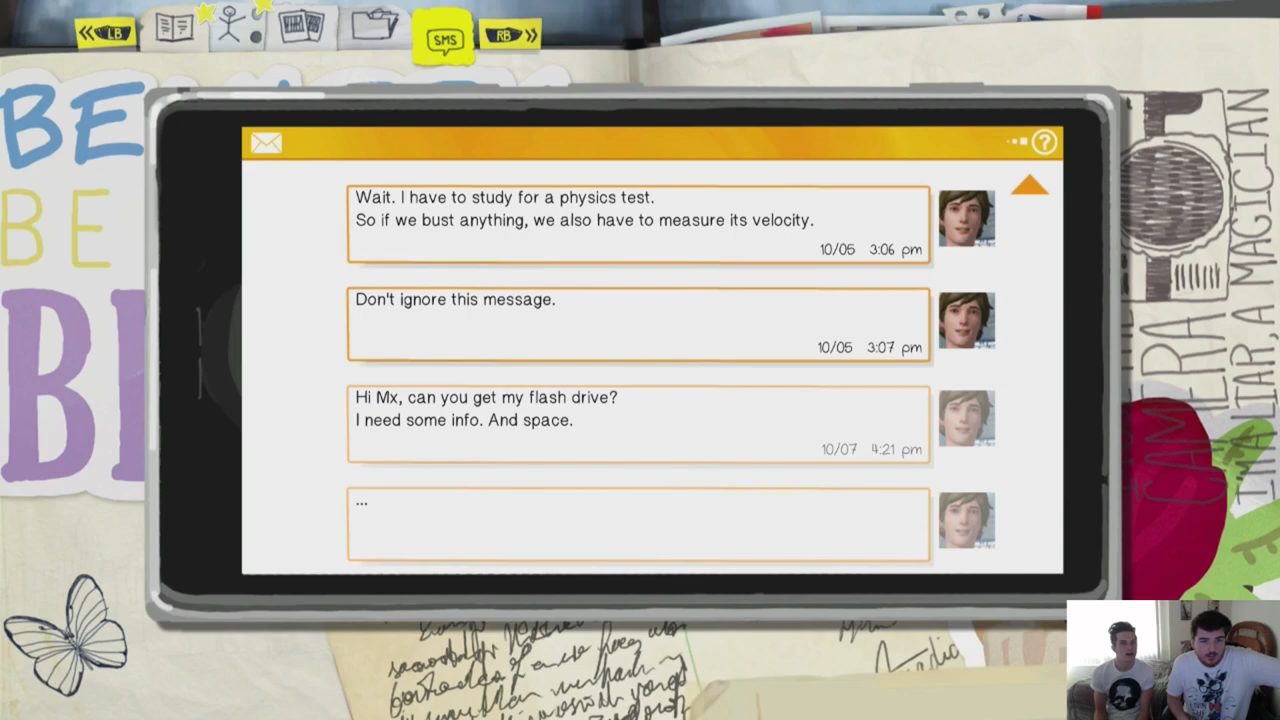 LB
SMS
RB
BE
BE
B
Wait. I have to study for a physics test.
So if we bust anything, we also have to measure its velocity.
10/05 3:06 pm
Don't ignore this message.
10/05 3:07 pm
Hi Mx, can you get my flash drive?
I need some info. And space.
10/07 4:21 pm
...
?
CAMERA
I'M A LIAR, A MAGICIAN